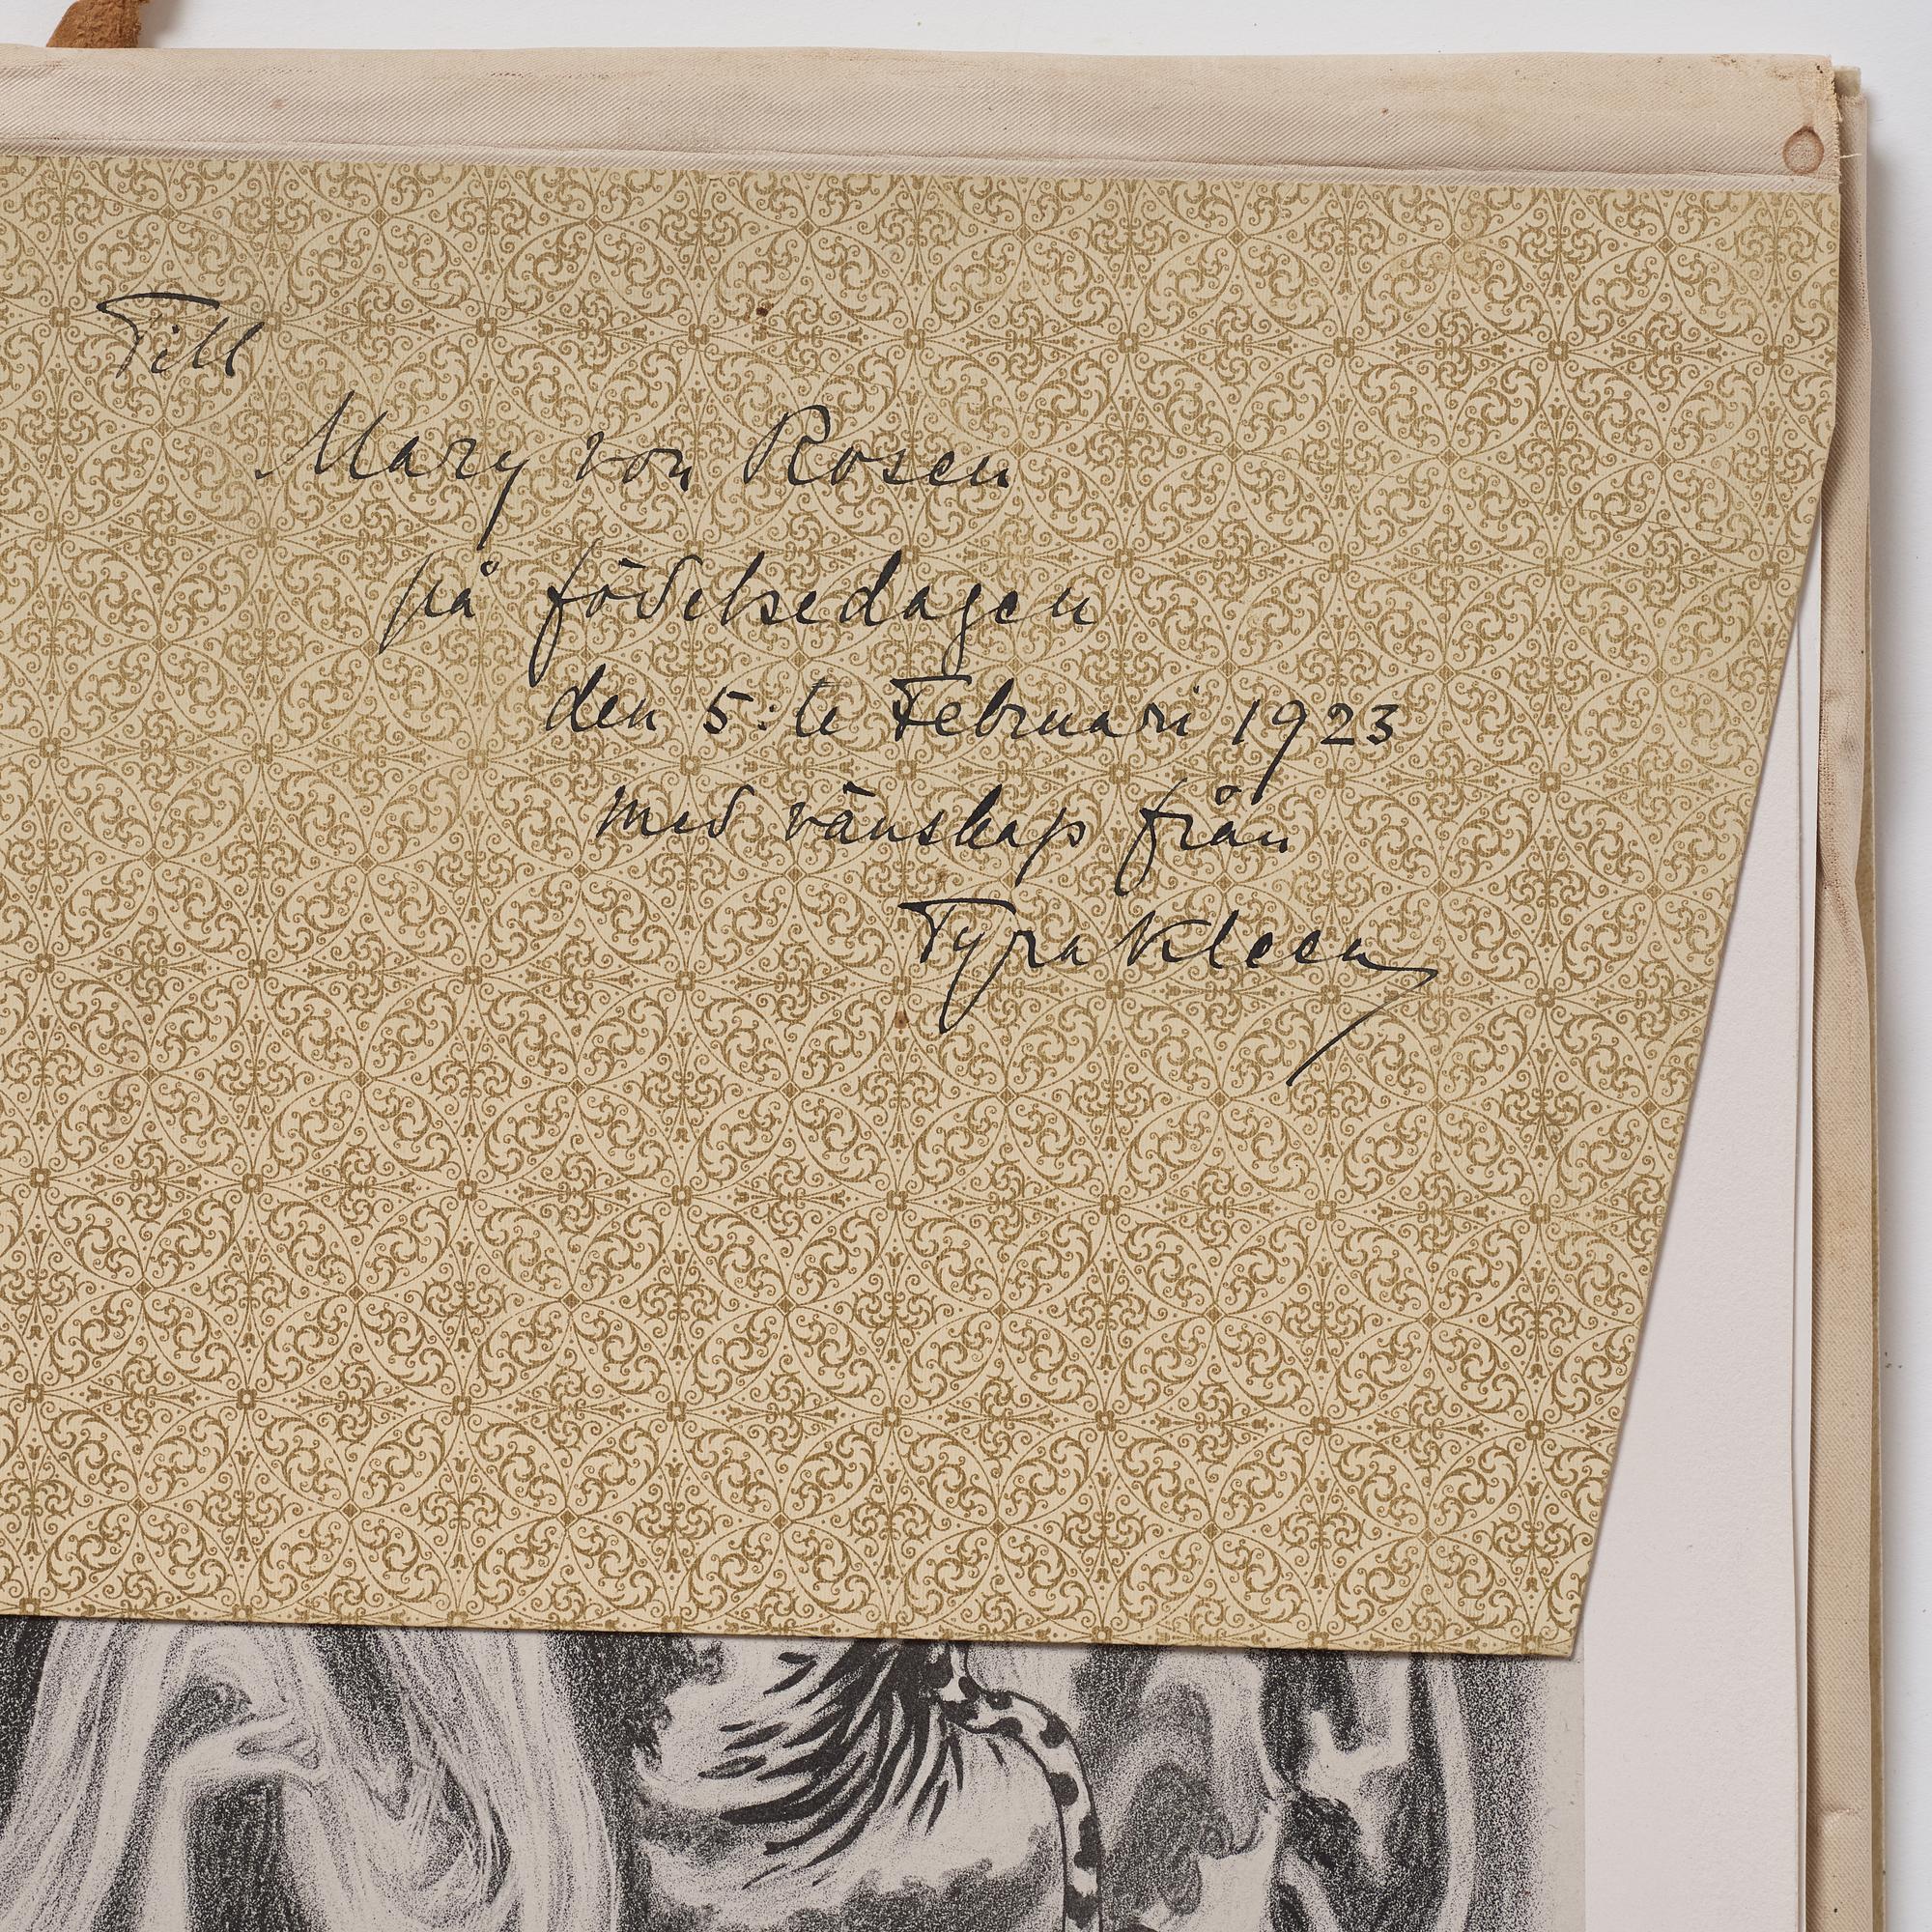 Till
Mary von Rosen
på födelsedagen
den 5:te Februari 1923
med vänskap från
Tyra Kleen